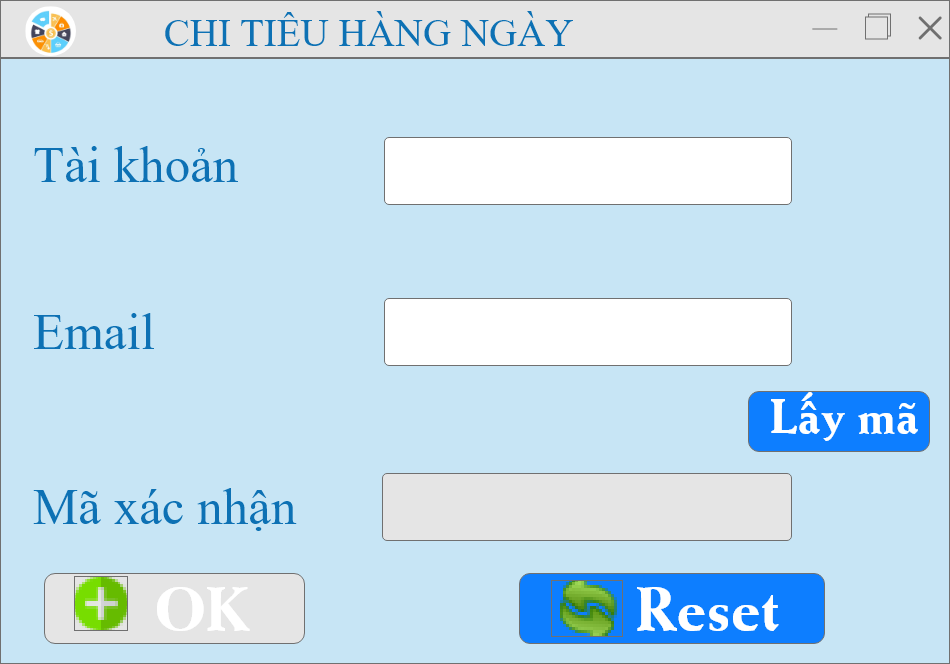 CHI TIÊU HÀNG NGÀY
Tài khoản
Email
Lấy mã
Mã xác nhận
OK
Reset